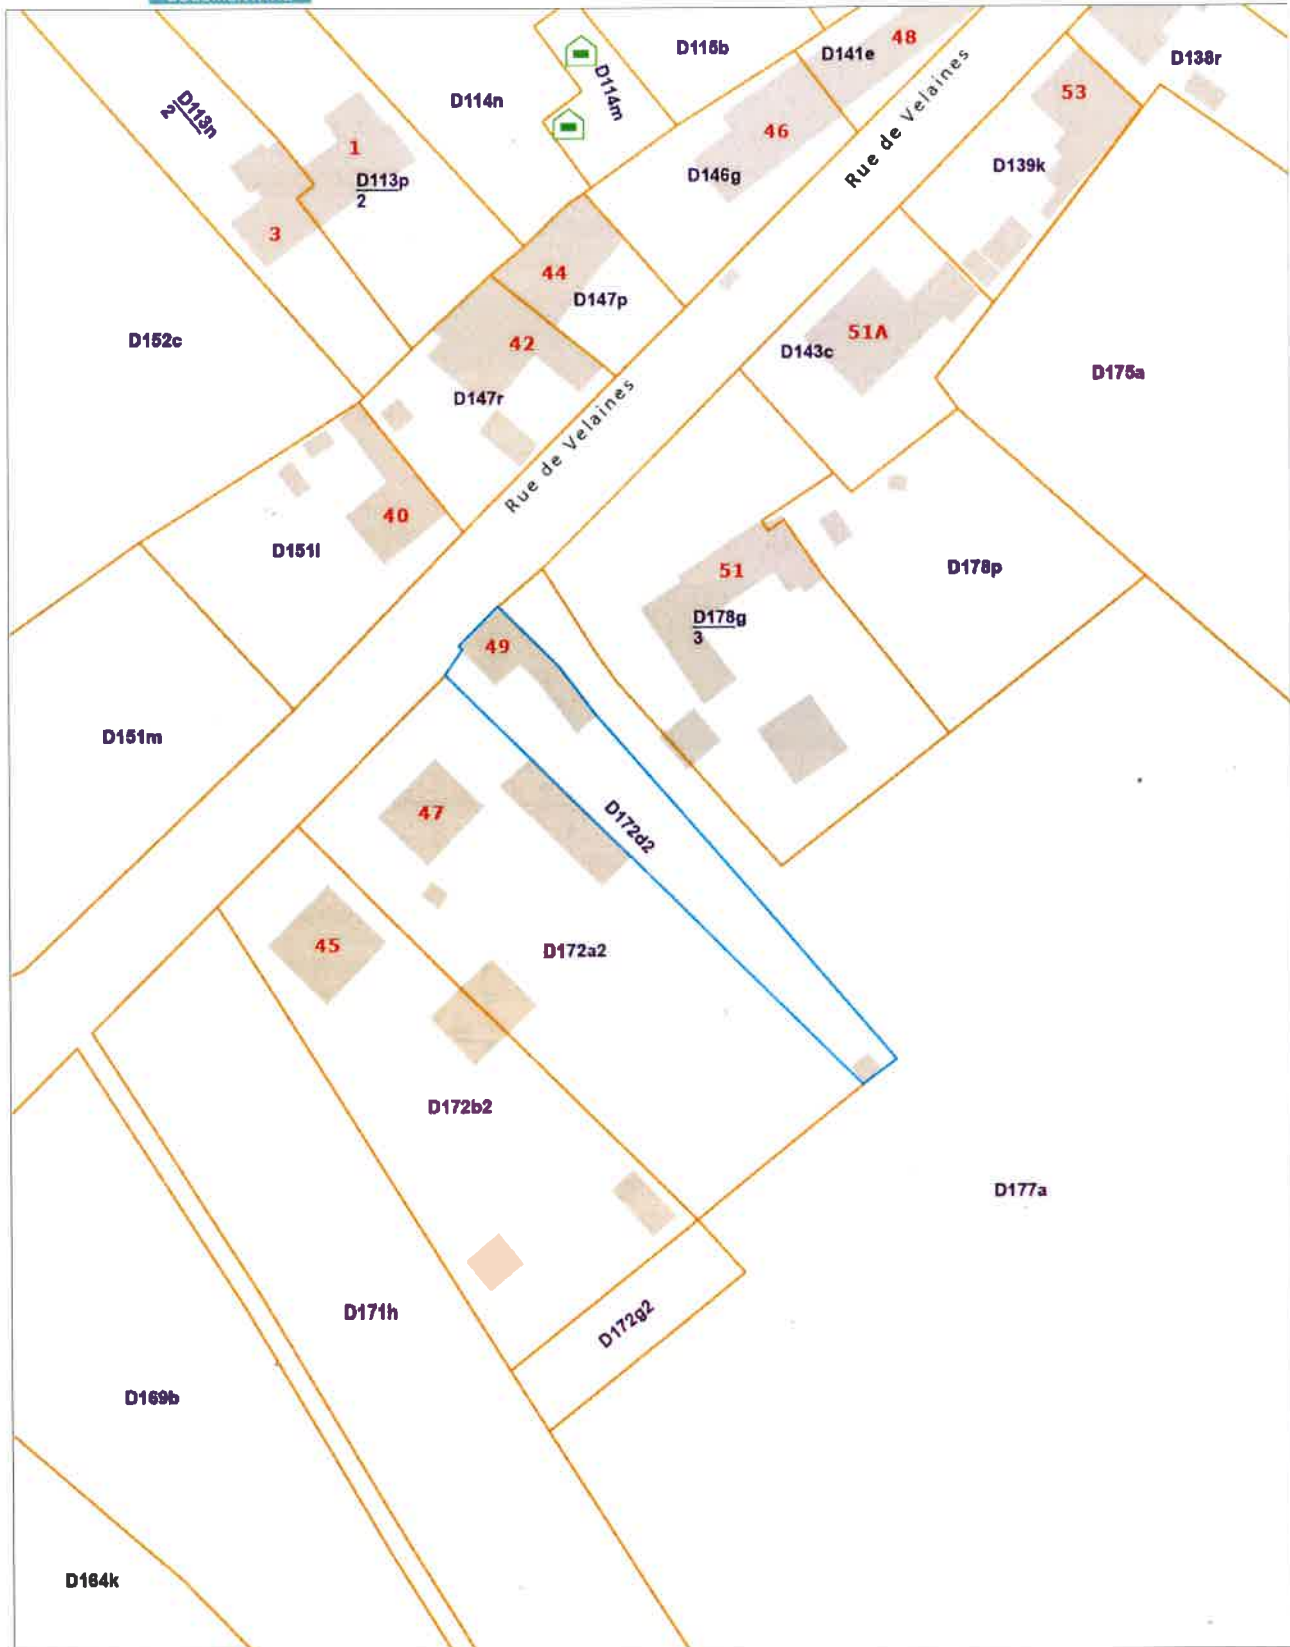 48
D115b
D141e
D138r
53
D114n
D114m
D113n
2
46
1
Rue de Velaines
D139k
D113p
2
D146g
3
44
D147p
51A
D152c
42
D143c
D175a
D147r
Rue de Velaines
40
D151l
51
D178p
D178g
3
49
D151m
47
D172d2
45
D172a2
D172b2
D177a
D171h
D172g2
D169b
D164k